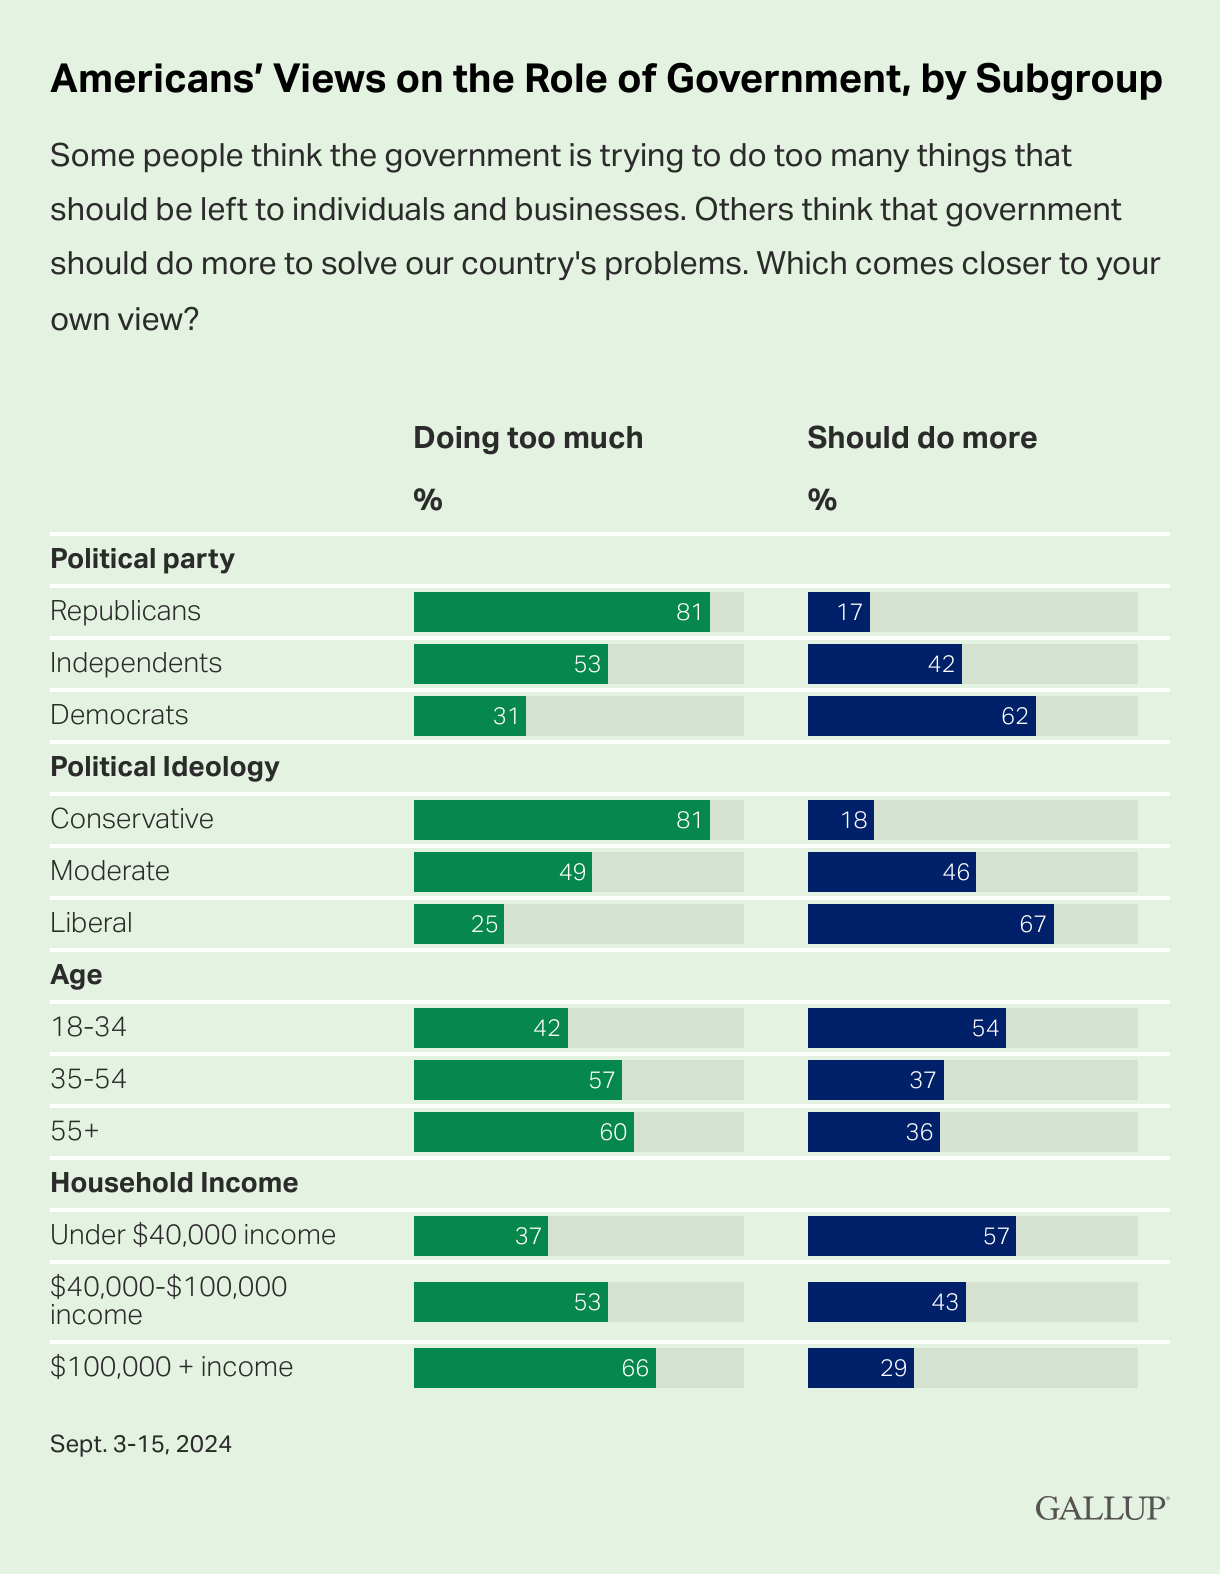 Americans’ Views on the Role of Government, by Subgroup
Some people think the government is trying to do too many things that
should be left to individuals and businesses. Others think that government
should do more to solve our country's problems. Which comes closer to your
own view?
Doing too much Should do more
% %
Political party
Republicans 81 17
Independents 53 42
Democrats 31 62
Political Ideology
Conservative 81 18
Moderate 49 46
Liberal 25 67
Age
18-34 42 54
35-54 57 37
55+ 60 36
Household Income
Under $40,000 income 37 57
$40,000-$100,000
income 53 43
$100,000 + income 66 29
Sept. 3-15, 2024
GALLUP®